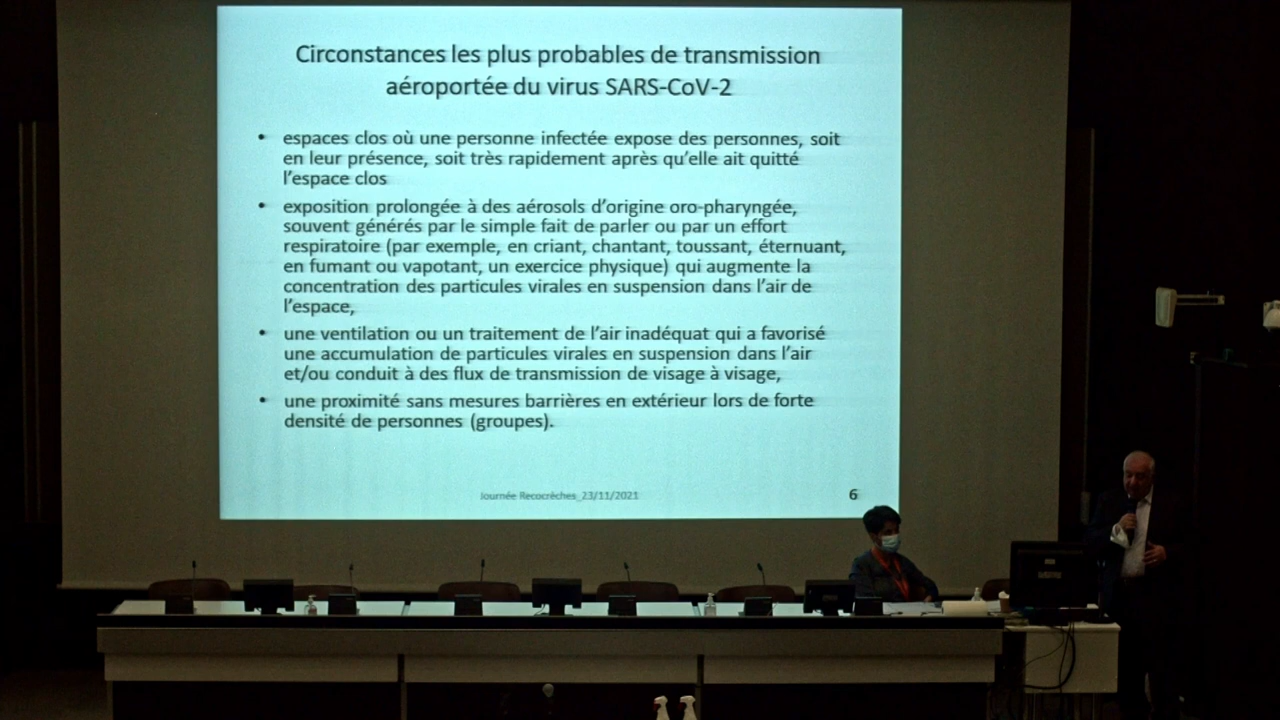 Circonstances les plus probables de transmission
aéroportée du virus SARS-CoV-2
• espaces clos où une personne infectée expose des personnes, soit
en leur présence, soit très rapidement après qu'elle ait quitté
l'espace clos
• exposition prolongée à des aérosols d'origine oro-pharyngée,
souvent générés par le simple fait de parler ou par un effort
respiratoire (par exemple, en criant, chantant, toussant, éternuant,
en fumant ou vapotant, un exercice physique) qui augmente la
concentration des particules virales en suspension dans l'air de
l'espace,
• une ventilation ou un traitement de l'air inadéquat qui a favorisé
une accumulation de particules virales en suspension dans l'air
et/ou conduit à des flux de transmission de visage à visage,
• une proximité sans mesures barrières en extérieur lors de forte
densité de personnes (groupes).
Journée Recocrèches_23/11/2021
6